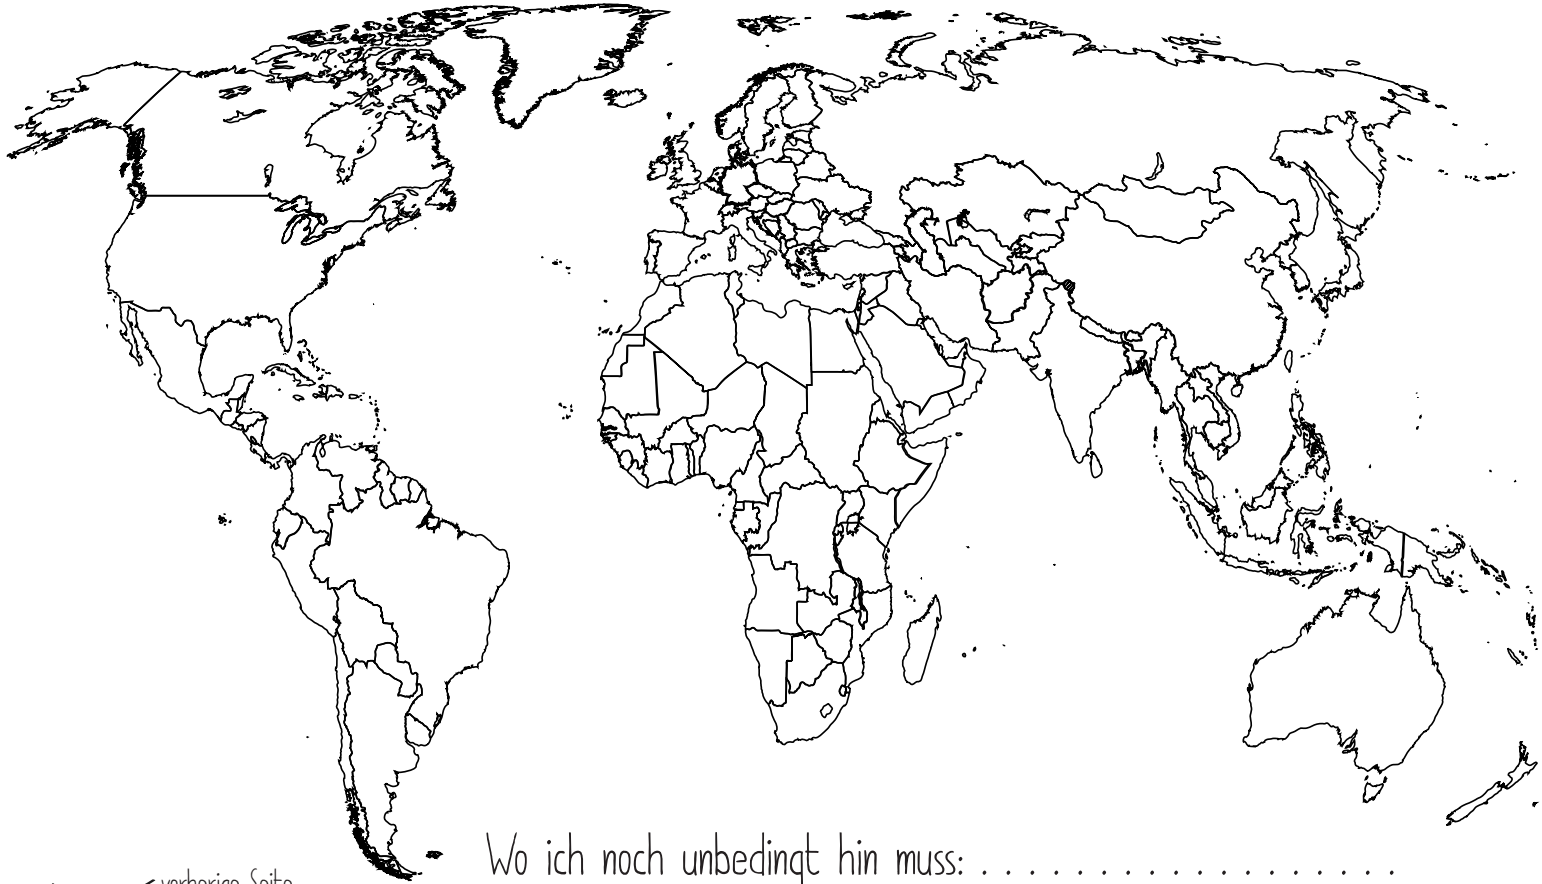 Wo ich noch unbedingt hin muss: . . . . . . . . . . . . . . . . . .
vorherige Seite